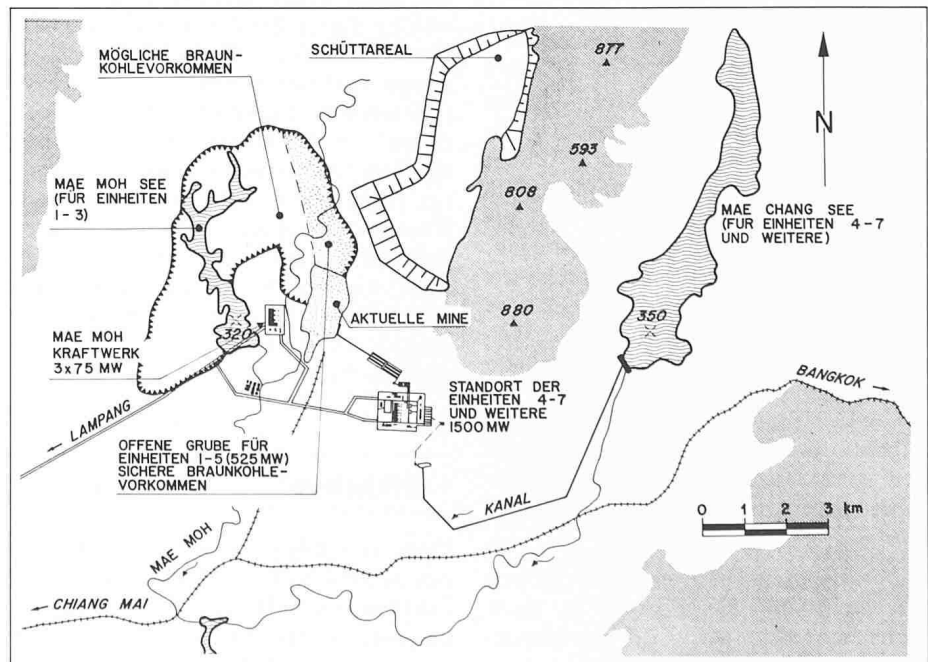 SCHÜTTAREAL
877
MÖGLICHE BRAUN-
KOHLEVORKOMMEN
N
593
MAE MOH SEE
(FÜR EINHEITEN
1-3)
808
MAE CHANG SEE
(FÜR EINHEITEN 4-7
UND WEITERE)
880
350
AKTUELLE MINE
320
MAE MOH
KRAFTWERK
3x75 MW
STANDORT DER
EINHEITEN 4-7
UND WEITERE
1500 MW
BANGKOK
LAMPANG
OFFENE GRUBE FÜR
EINHEITEN 1-5 (525 MW)
SICHERE BRAUNKOHLE-
VORKOMMEN
KANAL
0 1 2 3 km
MAE MOH
CHIANG MAI